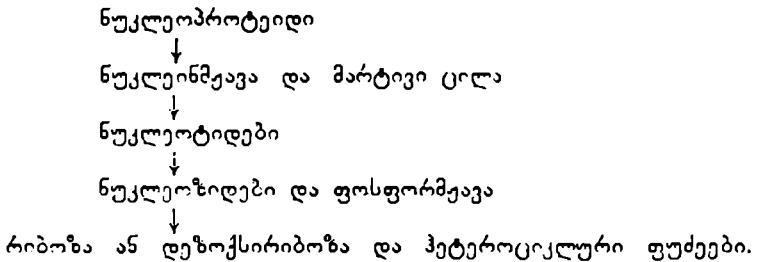 ნუკლეოპროტეიდი
↓
ნუკლეინმჟავა და მარტივი ცილა
↓
ნუკლეოტიდები
↓
ნუკლეოზიდები და ფოსფორმჟავა
↓
რიბოზა ან დეზოქსირიბოზა და ჰეტეროციკლური ფუძეები.